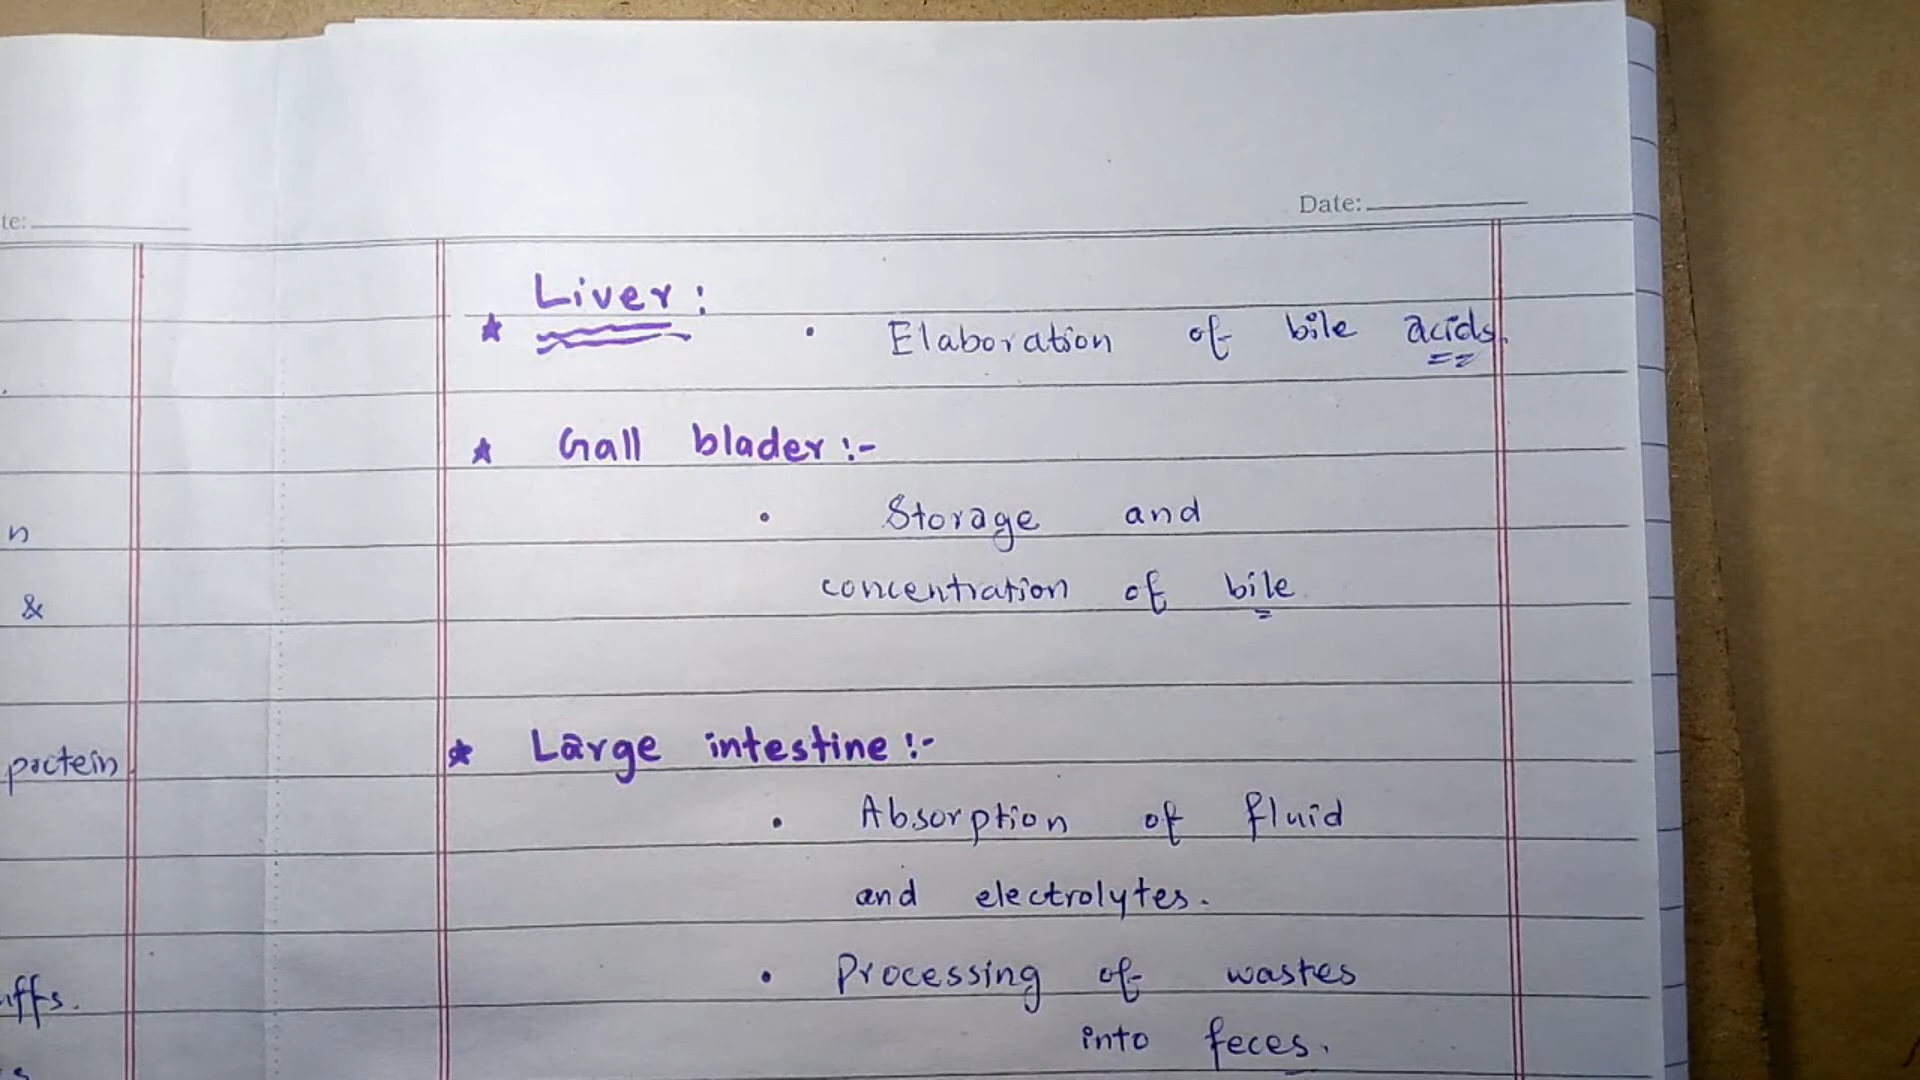 te:
Date:
n
&
protein
iffs.
★ Liver:
• Elaboration of bile acids.
★ Gall blader:-
• Storage and
concentration of bile
★ Large intestine:-
• Absorption of fluid
and electrolytes.
• Processing of wastes
into feces.